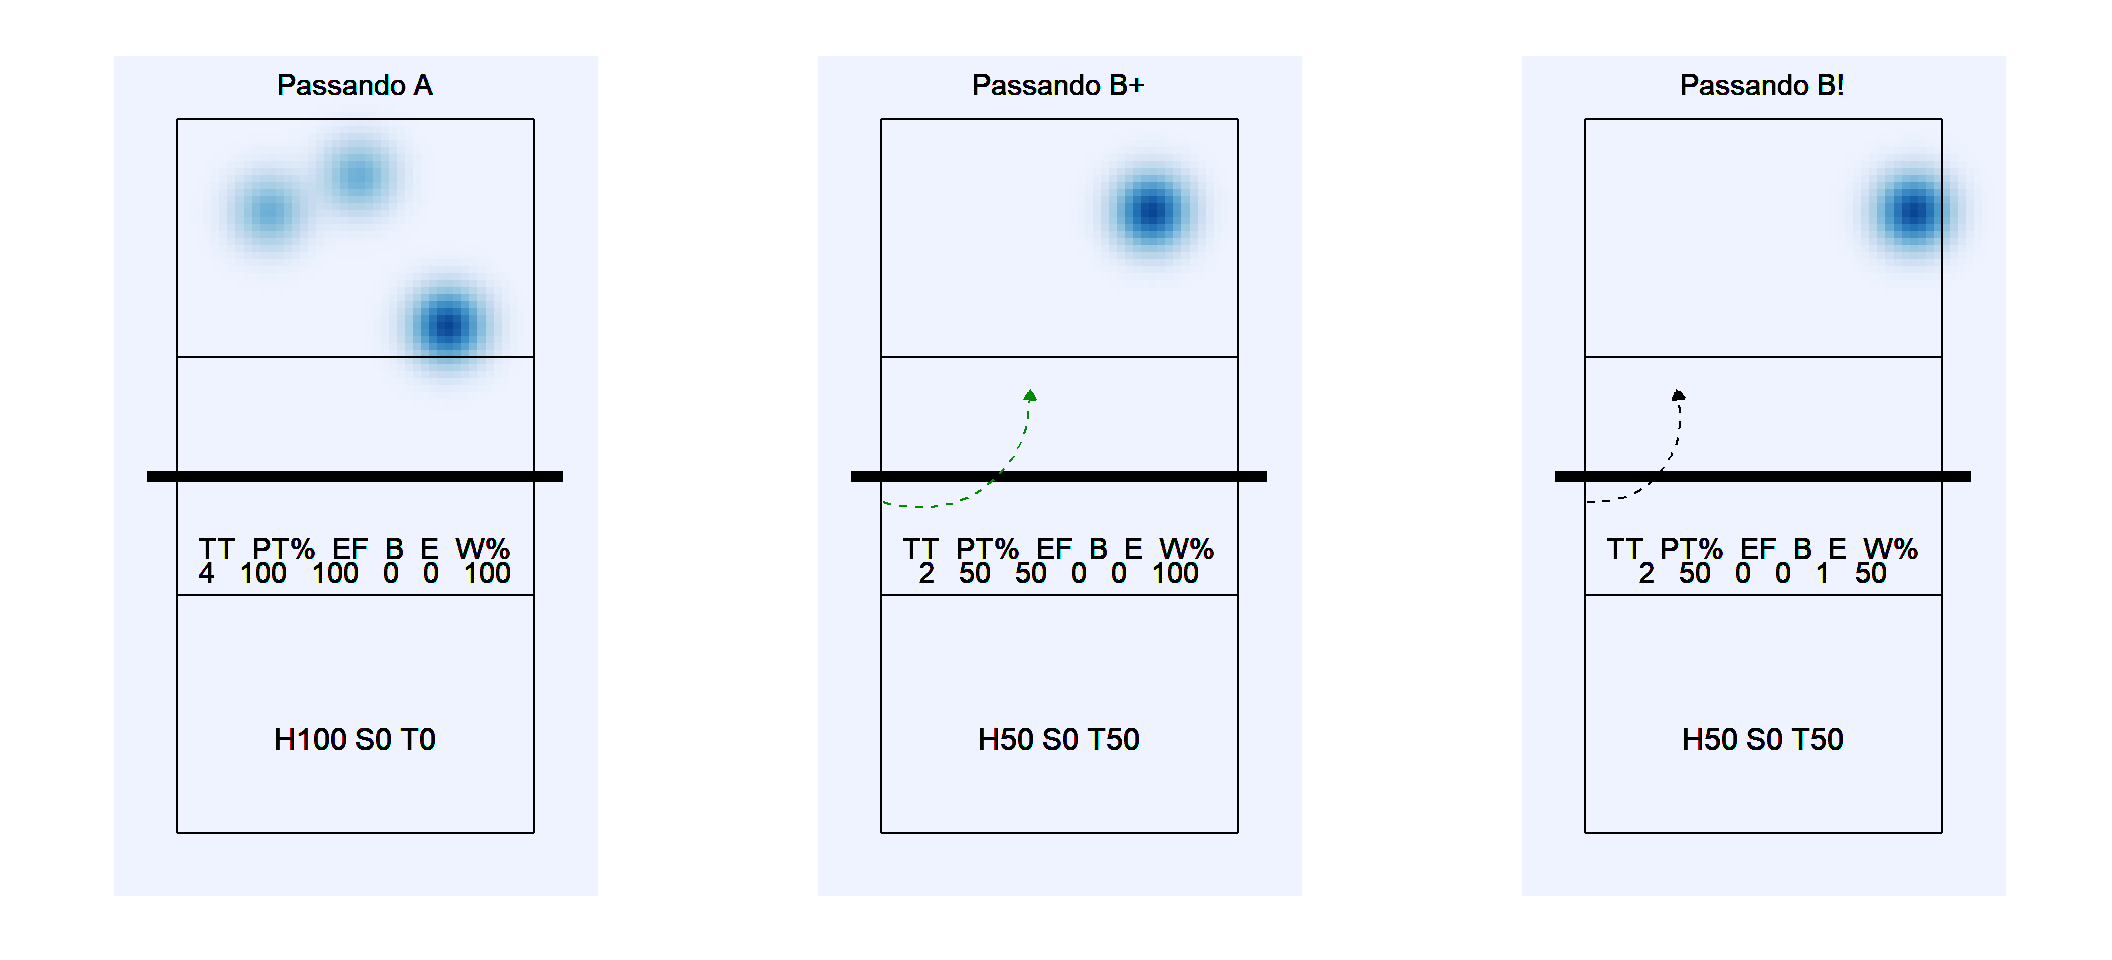 Passando A
TT PT% EF B E W%
4 100 100 0 0 100
H100 S0 T0
Passando B+
TT PT% EF B E W%
2 50 50 0 0 100
H50 S0 T50
Passando B!
TT PT% EF B E W%
2 50 0 0 1 50
H50 S0 T50